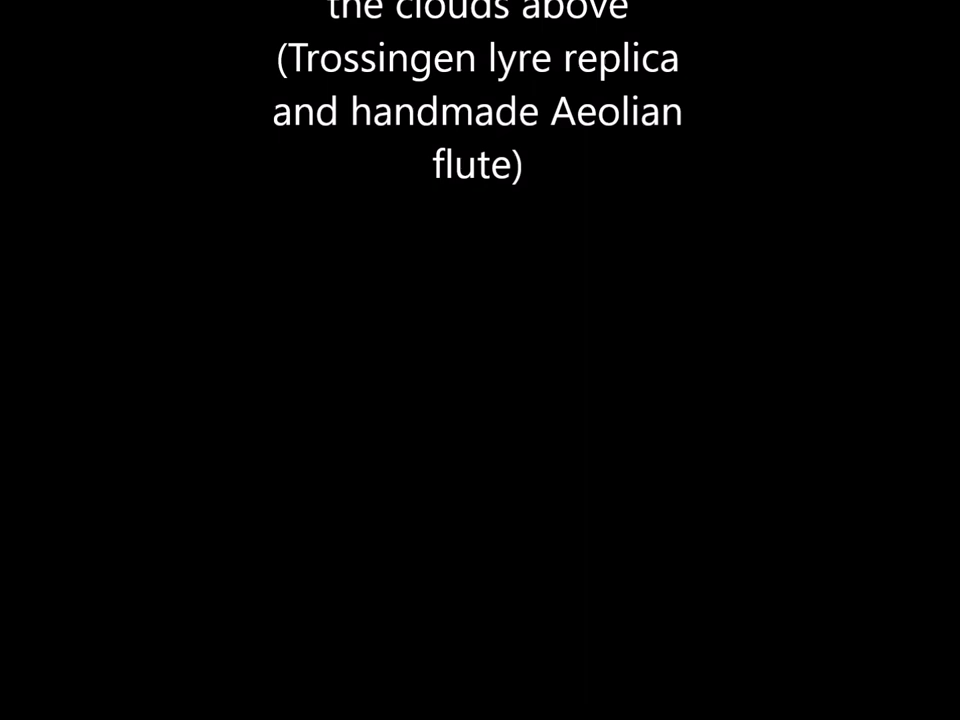 the clouds above
(Trossingen lyre replica
and handmade Aeolian
flute)